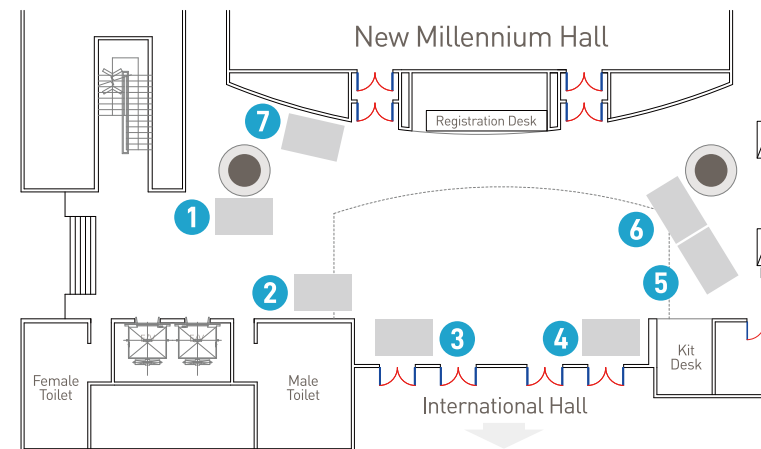 New Millennium Hall
Registration Desk
7
1
6
2
5
3
4
Kit
Desk
Female
Toilet
Male
Toilet
International Hall